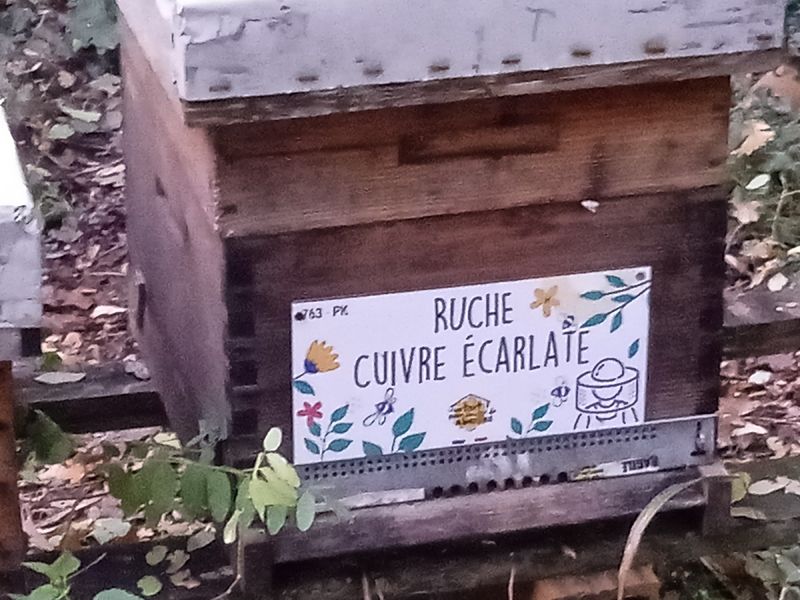 763 - PK
RUCHE
CUIVRE ÉCARLATE